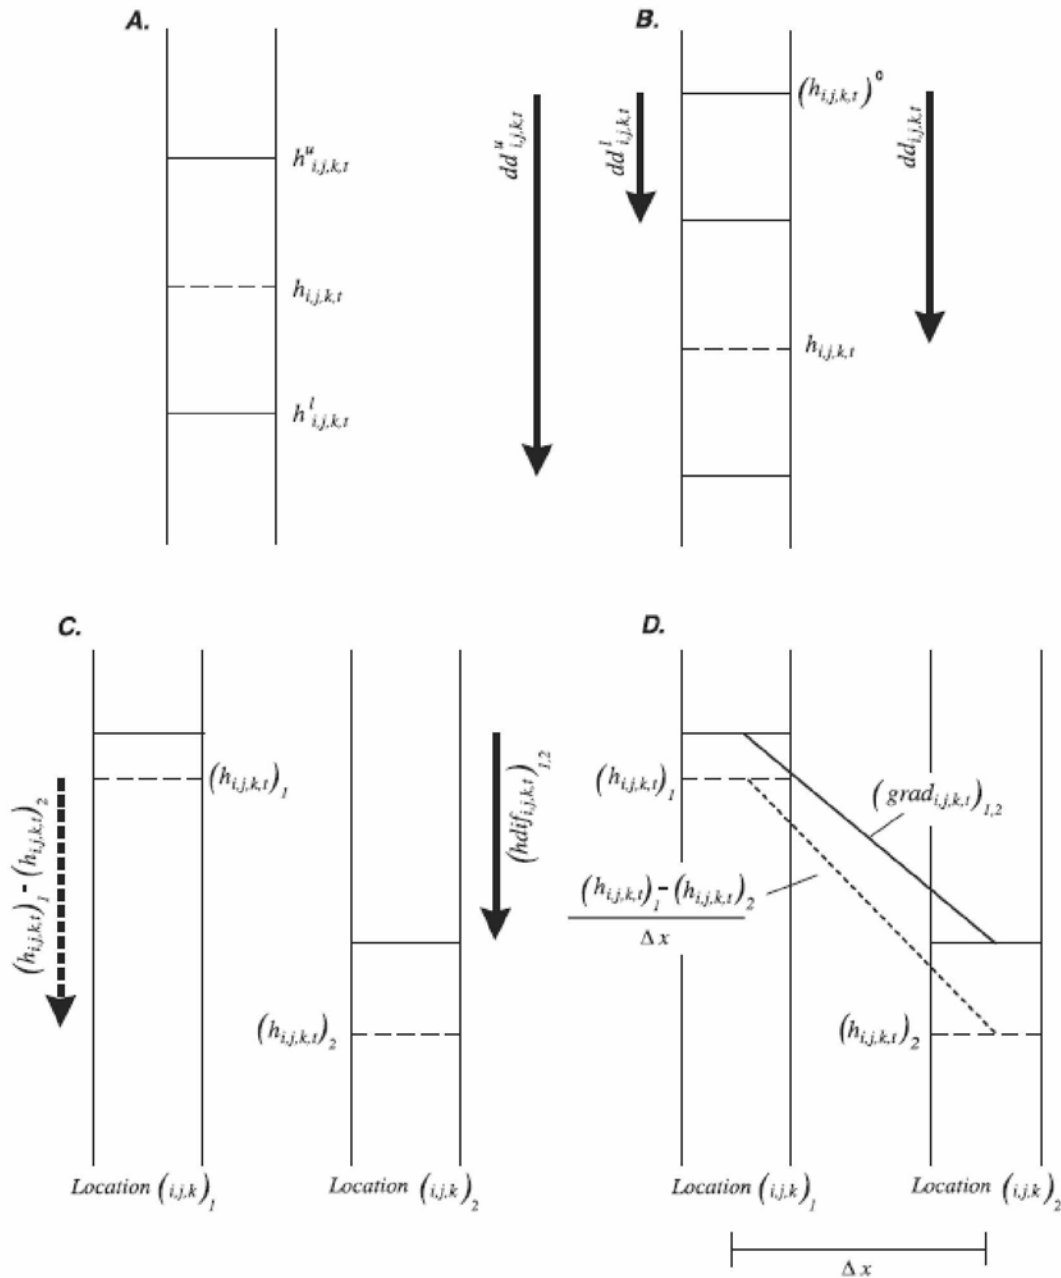 A.
h^u_{i,j,k,t}
h_{i,j,k,t}
h^l_{i,j,k,t}
B.
dd^u_{i,j,k,t}
dd^l_{i,j,k,t}
(h_{i,j,k,t})^0
dd_{i,j,k,t}
h_{i,j,k,t}
C.
(h_{i,j,k,t})_1 - (h_{i,j,k,t})_2
(h_{i,j,k,t})_1
(hdif_{i,j,k,t})_{1,2}
(h_{i,j,k,t})_2
Location (i,j,k)_1
Location (i,j,k)_2
D.
(h_{i,j,k,t})_1
(grad_{i,j,k,t})_{1,2}
(h_{i,j,k,t})_1 - (h_{i,j,k,t})_2
Δx
(h_{i,j,k,t})_2
Location (i,j,k)_1
Location (i,j,k)_2
Δx